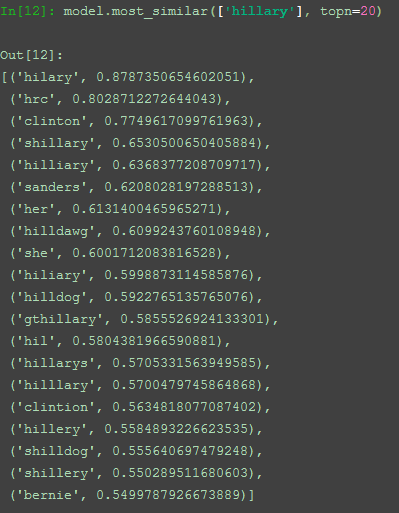 In[12]: model.most_similar(['hillary'], topn=20)
Out[12]:
[('hilary', 0.8787350654602051),
('hrc', 0.8028712272644043),
('clinton', 0.7749617099761963),
('shillary', 0.6530500650405884),
('hilliary', 0.6368377208709717),
('sanders', 0.6208028197288513),
('her', 0.6131400465965271),
('hilldawg', 0.6099243760108948),
('she', 0.6001712083816528),
('hiliary', 0.5998873114585876),
('hilldog', 0.5922765135765076),
('gthillary', 0.5855526924133301),
('hil', 0.5804381966590881),
('hillarys', 0.5705331563949585),
('hilllary', 0.5700479745864868),
('clintion', 0.5634818077087402),
('hillery', 0.5584893226623535),
('shilldog', 0.555640697479248),
('shillery', 0.550289511680603),
('bernie', 0.5499787926673889)]